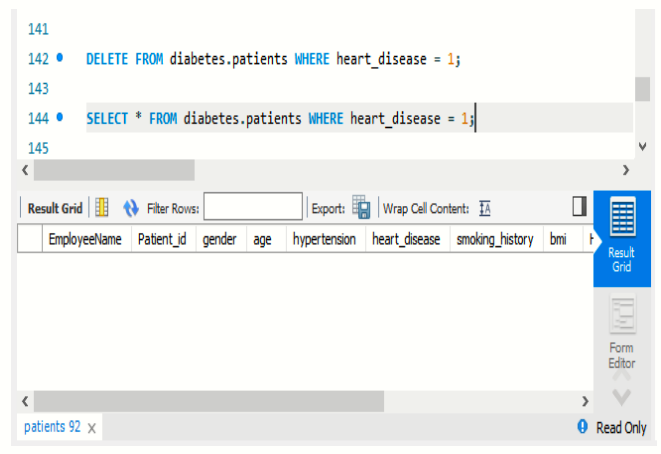 141
142 DELETE FROM diabetes.patients WHERE heart_disease = 1;
143
144 SELECT * FROM diabetes.patients WHERE heart_disease = 1;
145
Result Grid Filter Rows: Export: Wrap Cell Content: IA
EmployeeName Patient_id gender age hypertension heart_disease smoking_history bmi
Result
Grid
Form
Editor
patients 92 x Read Only